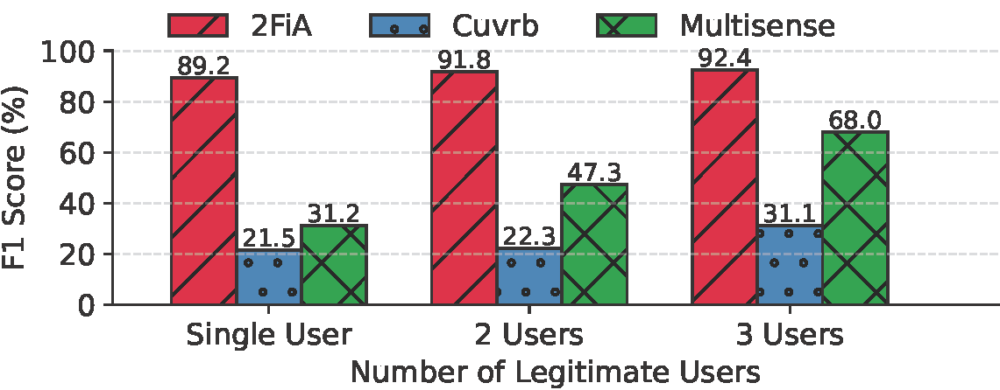 2FiA Cuvrb Multisense
F1 Score (%)
100
80
60
40
20
0
89.2 21.5 31.2
91.8 22.3 47.3
92.4 31.1 68.0
Single User 2 Users 3 Users
Number of Legitimate Users